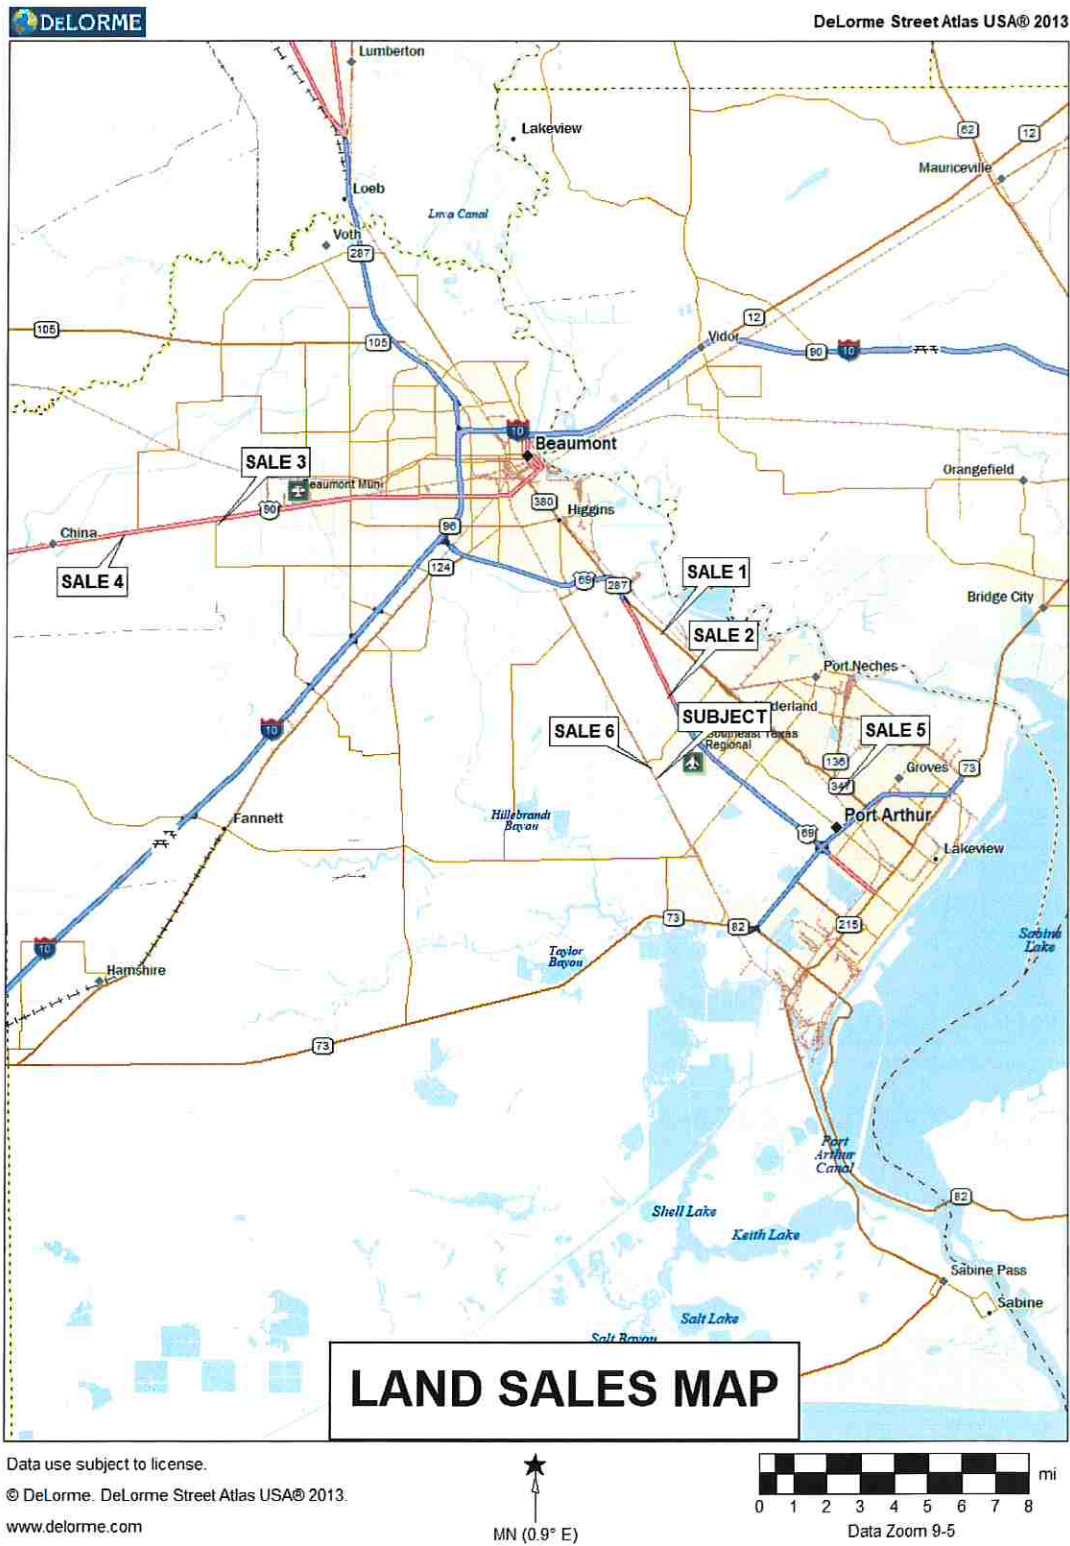 DELORME
DeLorme Street Atlas USA® 2013
Lumberton
Lakeview
62
12
Mauriceville
Loeb
Voth
287
105
105
12
Vidor
90
10
10
Beaumont
SALE 3
Orangefield
380
Higgins
90
China
96
SALE 4
124
69
287
SALE 1
Bridge City
SALE 2
Port Neches
SUBJECT
SALE 6
Southeast Texas
Regional
SALE 5
136
347
Groves
73
10
Hillebrandt
Bayou
Port Arthur
69
Fannett
Lakeview
73
82
215
Sabine
Lake
10
Taylor
Bayou
Hamshire
73
Port
Arthur
Canal
82
Shell Lake
Keith Lake
Sabine Pass
Sabine
Salt Lake
Salt Bayou
LAND SALES MAP
Data use subject to license.
© DeLorme. DeLorme Street Atlas USA® 2013.
www.delorme.com
MN (0.9° E)
mi
0 1 2 3 4 5 6 7 8
Data Zoom 9-5